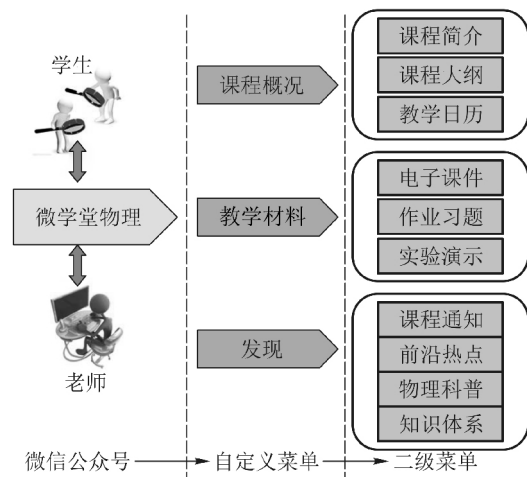 学生
微学堂物理
老师
课程概况
教学材料
发现
课程简介
课程大纲
教学日历
电子课件
作业习题
实验演示
课程通知
前沿热点
物理科普
知识体系
微信公众号
自定义菜单
二级菜单